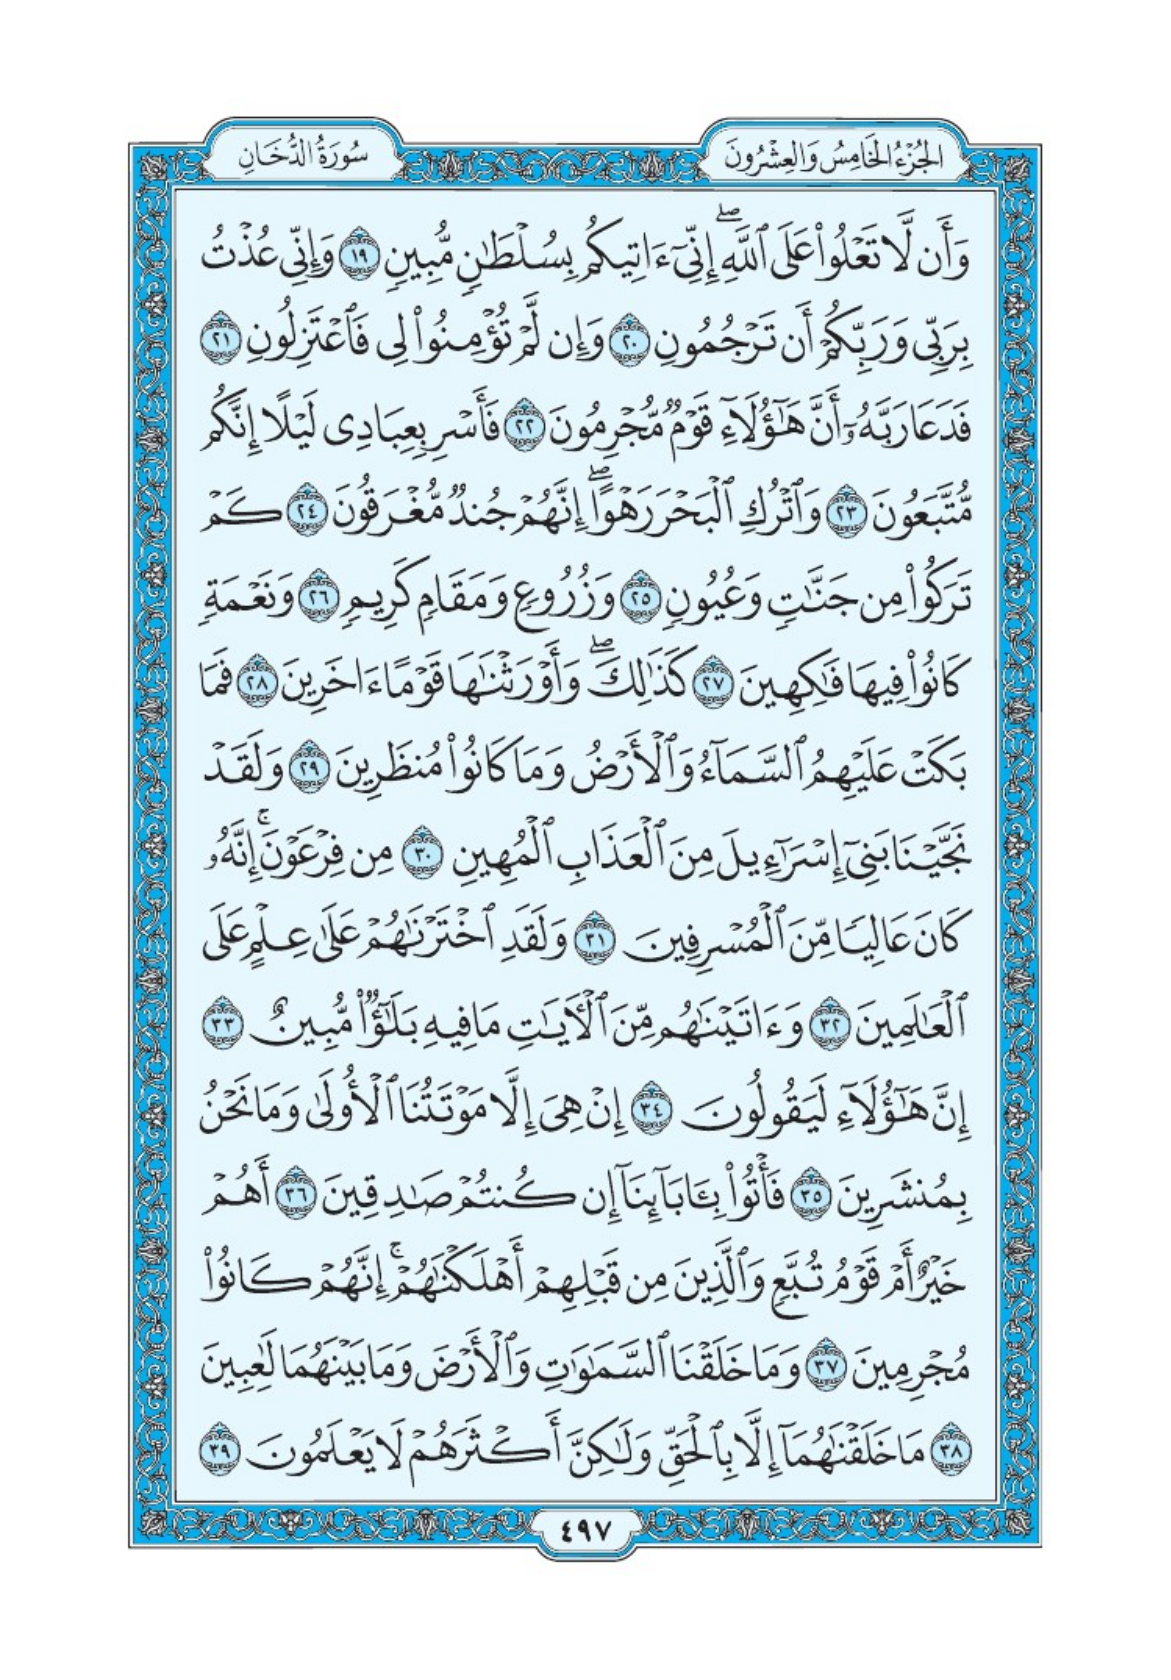 الجُزْءُ الخَامِسُ وَالعِشْرُونَ
سُورَةُ الدُّخَانِ
وَأَن لَّا تَعْلُوا۟ عَلَى ٱللَّهِ ۖ إِنِّىٓ ءَاتِيكُم بِسُلْطَـٰنٍ مُّبِينٍ ١٩ وَإِنِّى عُذْتُ
بِرَبِّى وَرَبِّكُمْ أَن تَرْجُمُونِ ٢٠ وَإِن لَّمْ تُؤْمِنُوا۟ لِى فَٱعْتَزِلُونِ ٢١
فَدَعَا رَبَّهُۥٓ أَنَّ هَـٰٓؤُلَآءِ قَوْمٌ مُّجْرِمُونَ ٢٢ فَأَسْرِ بِعِبَادِى لَيْلًا إِنَّكُم
مُّتَّبَعُونَ ٢٣ وَٱتْرُكِ ٱلْبَحْرَ رَهْوًا ۖ إِنَّهُمْ جُندٌ مُّغْرَقُونَ ٢٤ كَمْ
تَرَكُوا۟ مِن جَنَّـٰتٍ وَعُيُونٍ ٢٥ وَزُرُوعٍ وَمَقَامٍ كَرِيمٍ ٢٦ وَنَعْمَةٍ
كَانُوا۟ فِيهَا فَـٰكِهِينَ ٢٧ كَذَٰلِكَ ۖ وَأَوْرَثْنَـٰهَا قَوْمًا ءَاخَرِينَ ٢٨ فَمَا
بَكَتْ عَلَيْهِمُ ٱلسَّمَآءُ وَٱلْأَرْضُ وَمَا كَانُوا۟ مُنظَرِينَ ٢٩ وَلَقَدْ
نَجَّيْنَا بَنِىٓ إِسْرَٰٓءِيلَ مِنَ ٱلْعَذَابِ ٱلْمُهِينِ ٣٠ مِن فِرْعَوْنَ ۚ إِنَّهُۥ
كَانَ عَالِيًا مِّنَ ٱلْمُسْرِفِينَ ٣١ وَلَقَدِ ٱخْتَرْنَـٰهُمْ عَلَىٰ عِلْمٍ عَلَى
ٱلْعَـٰلَمِينَ ٣٢ وَءَاتَيْنَـٰهُم مِّنَ ٱلْـَٔايَـٰتِ مَا فِيهِ بَلَـٰٓؤٌا۟ مُّبِينٌ ٣٣
إِنَّ هَـٰٓؤُلَآءِ لَيَقُولُونَ ٣٤ إِنْ هِىَ إِلَّا مَوْتَتُنَا ٱلْأُولَىٰ وَمَا نَحْنُ
بِمُنشَرِينَ ٣٥ فَأْتُوا۟ بِـَٔابَآئِنَآ إِن كُنتُمْ صَـٰدِقِينَ ٣٦ أَهُمْ
خَيْرٌ أَمْ قَوْمُ تُبَّعٍ وَٱلَّذِينَ مِن قَبْلِهِمْ أَهْلَكْنَـٰهُمْ ۚ إِنَّهُمْ كَانُوا۟
مُجْرِمِينَ ٣٧ وَمَا خَلَقْنَا ٱلسَّمَـٰوَٰتِ وَٱلْأَرْضَ وَمَا بَيْنَهُمَا لَـٰعِبِينَ
٣٨ مَا خَلَقْنَـٰهُمَآ إِلَّا بِٱلْحَقِّ وَلَـٰكِنَّ أَكْثَرَهُمْ لَا يَعْلَمُونَ ٣٩
٤٩٧